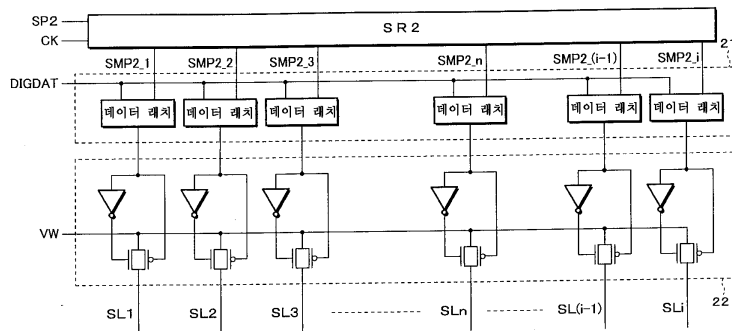 SP2
SR2
CK
SMP2_1 SMP2_2 SMP2_3 SMP2_n SMP2_(i-1) SMP2_i
DIGDAT
데이터 래치 데이터 래치 데이터 래치 데이터 래치 데이터 래치 데이터 래치
VW
22
SL1 SL2 SL3 SLn SL(i-1) SLi